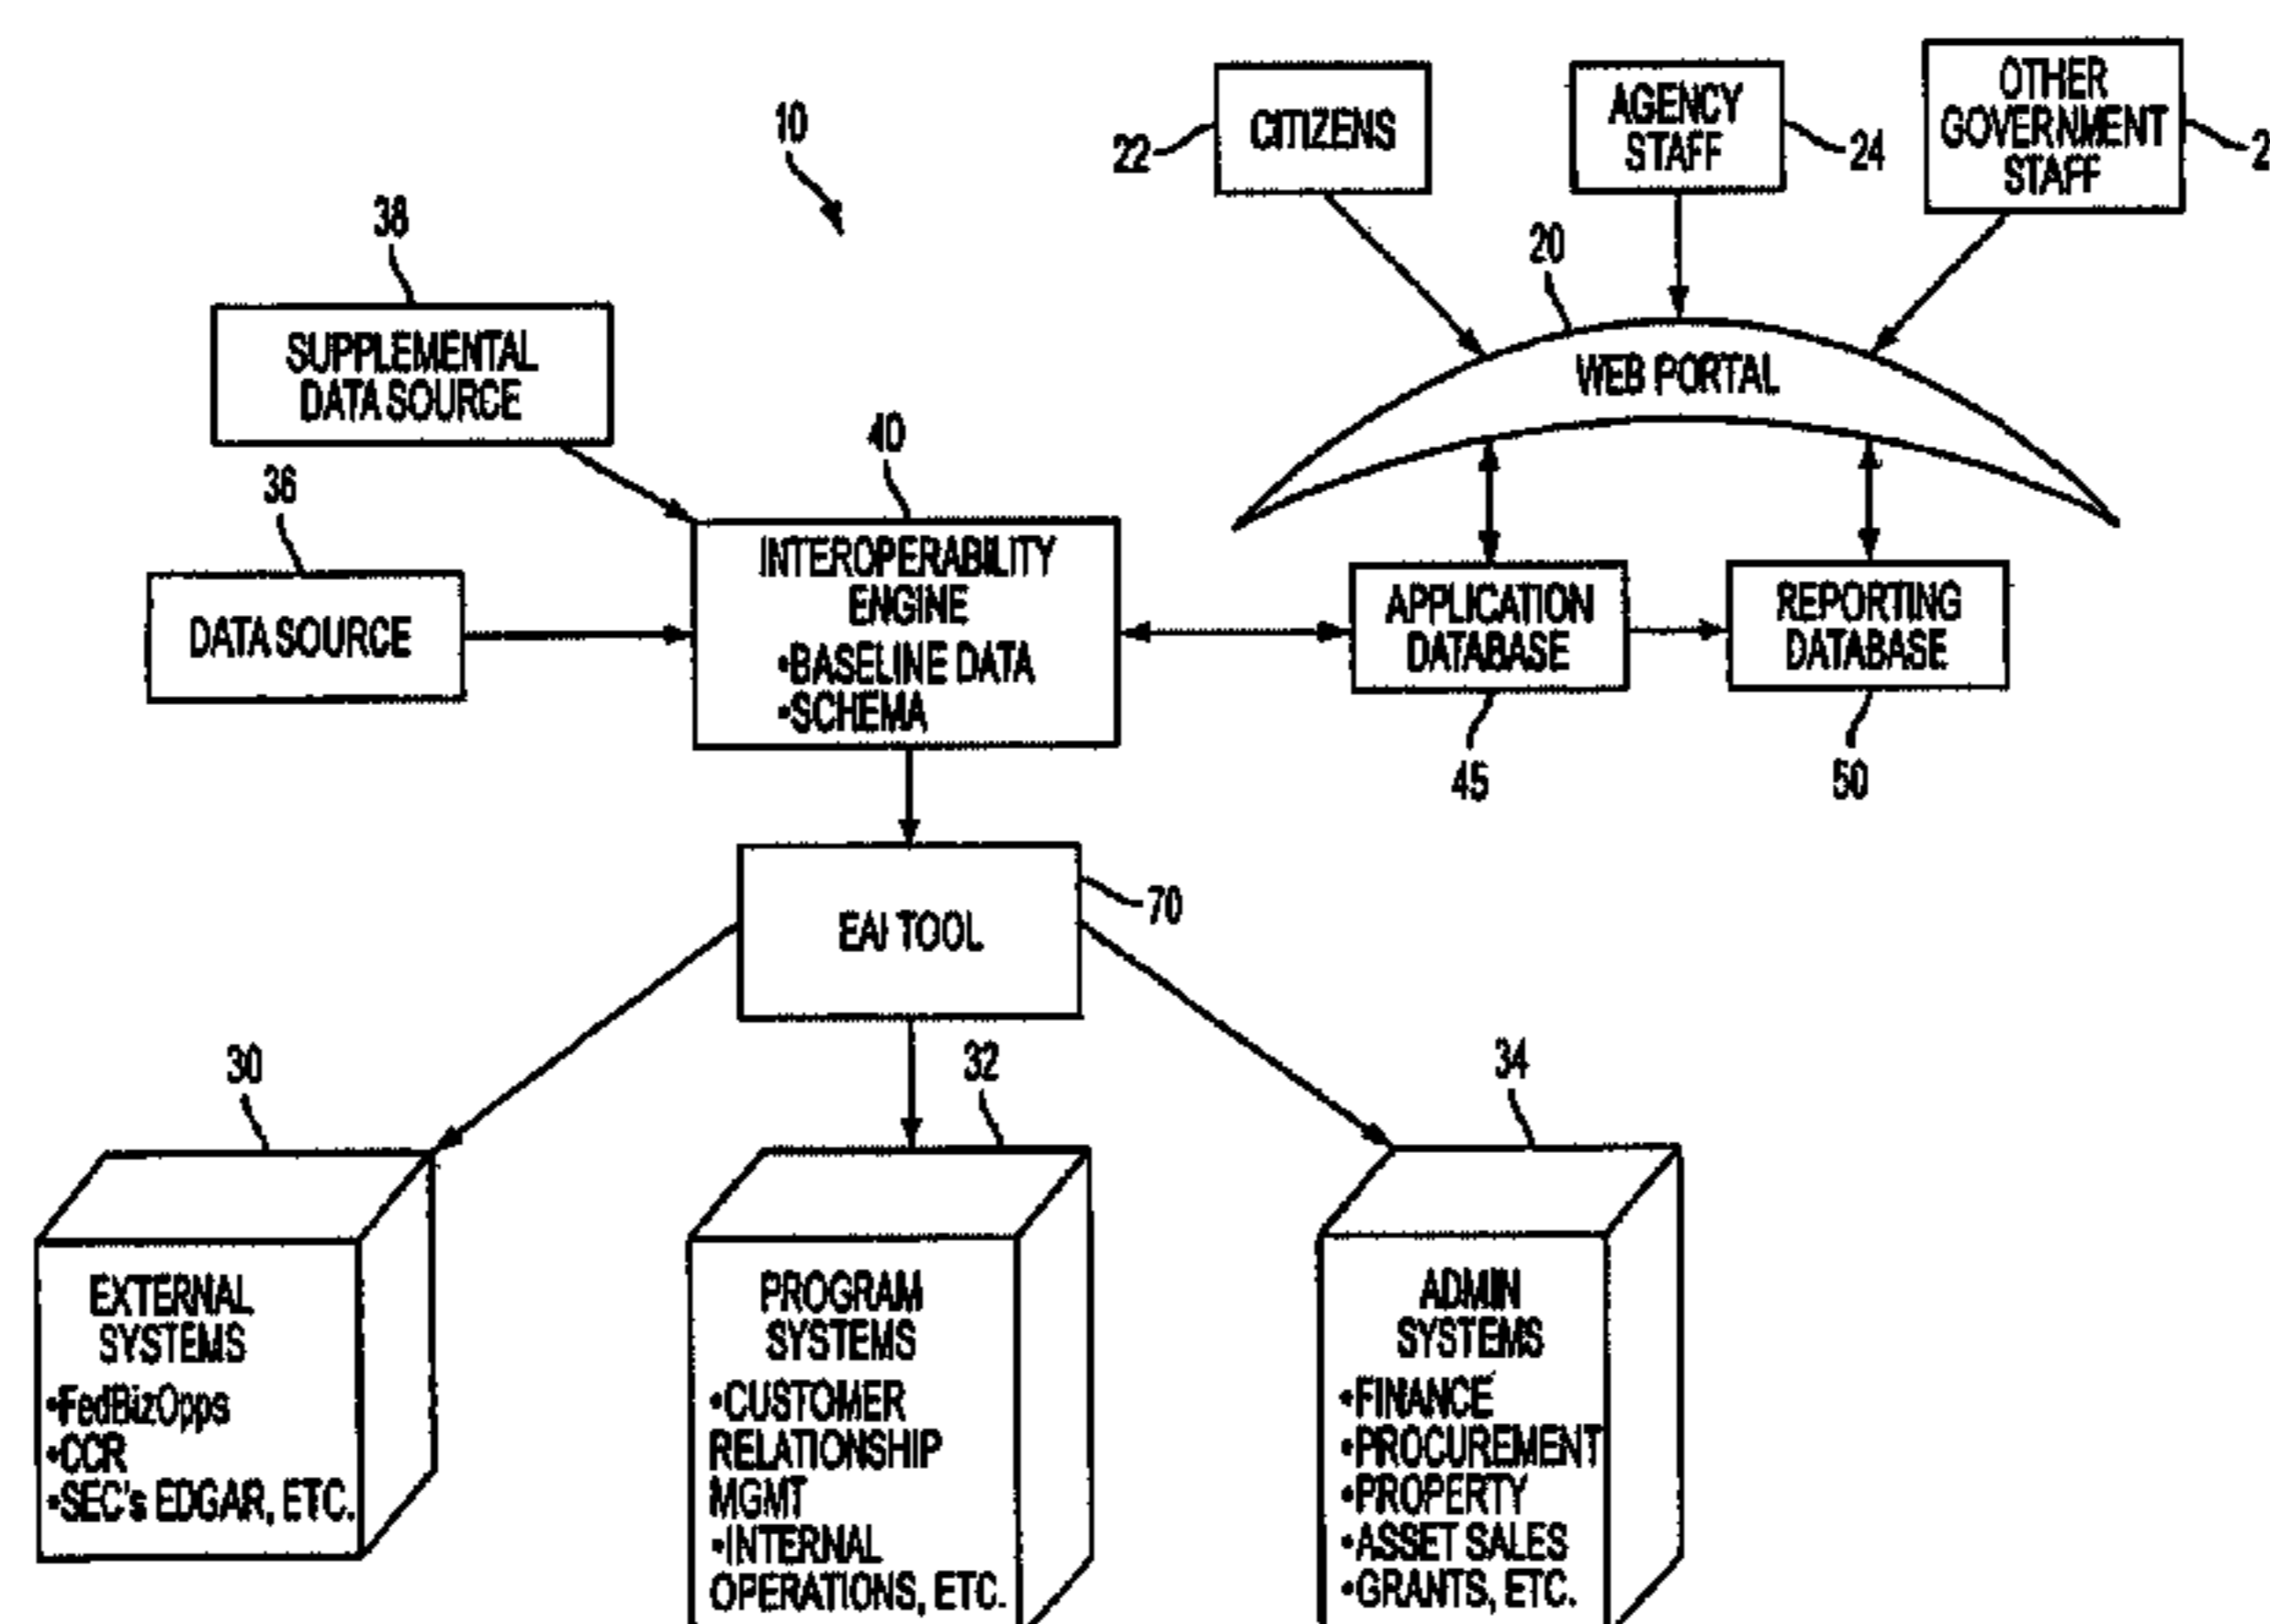 10
22
CITIZENS
AGENCY
STAFF
24
OTHER
GOVERNMENT
STAFF
2
38
SUPPLEMENTAL
DATA SOURCE
20
WEB PORTAL
36
DATA SOURCE
40
INTEROPERABILITY
ENGINE
•BASELINE DATA
•SCHEMA
APPLICATION
DATABASE
45
REPORTING
DATABASE
50
EAI TOOL
70
30
EXTERNAL
SYSTEMS
•FedBizOpps
•CCR
•SEC's EDGAR, ETC.
32
PROGRAM
SYSTEMS
•CUSTOMER
RELATIONSHIP
MGMT
•INTERNAL
OPERATIONS, ETC.
34
ADMIN
SYSTEMS
•FINANCE
•PROCUREMENT
•PROPERTY
•ASSET SALES
•GRANTS, ETC.